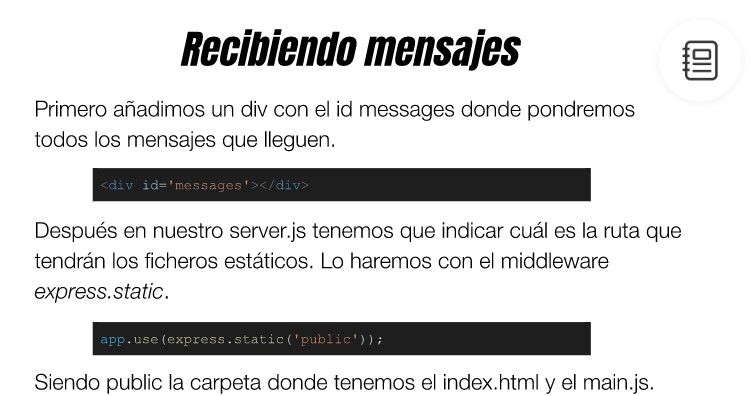 Recibiendo mensajes
Primero añadimos un div con el id messages donde pondremos
todos los mensajes que lleguen.
<div id='messages'></div>
Después en nuestro server.js tenemos que indicar cuál es la ruta que
tendrán los ficheros estáticos. Lo haremos con el middleware
express.static.
app.use(express.static('public'));
Siendo public la carpeta donde tenemos el index.html y el main.js.